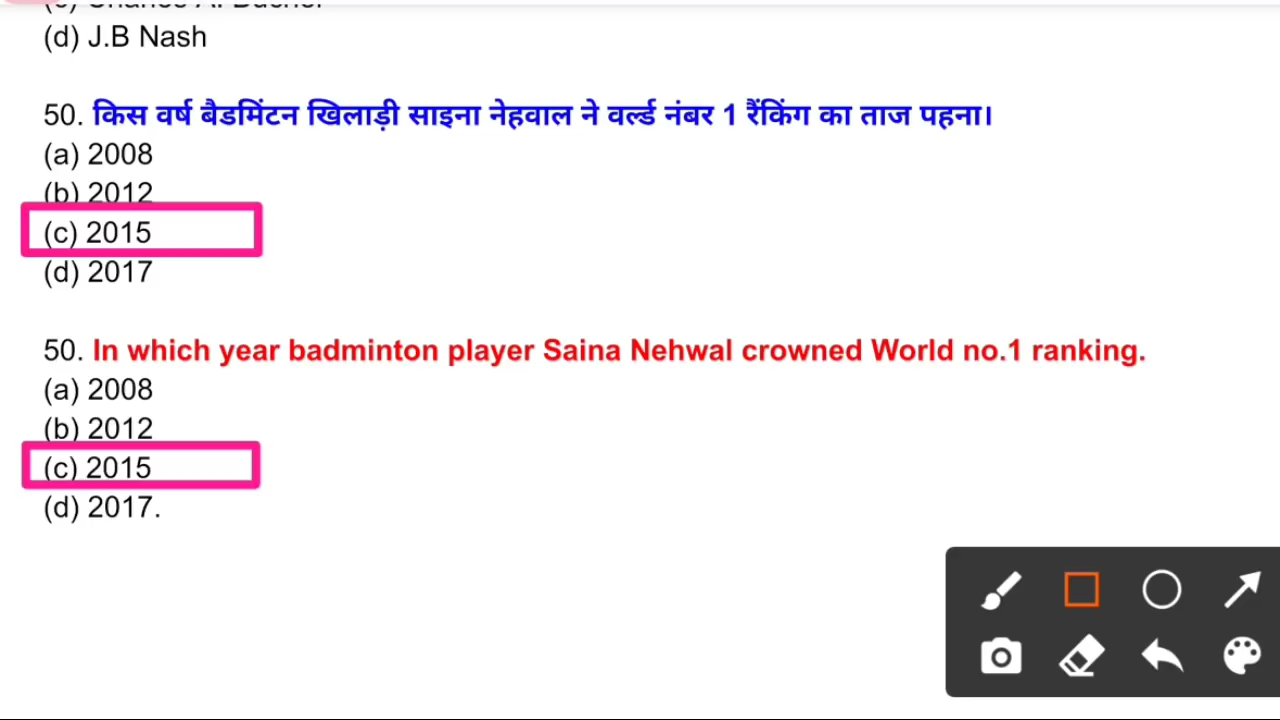 (d) J.B Nash
50. किस वर्ष बैडमिंटन खिलाड़ी साइना नेहवाल ने वर्ल्ड नंबर 1 रैंकिंग का ताज पहना।
(a) 2008
(b) 2012
(c) 2015
(d) 2017
50. In which year badminton player Saina Nehwal crowned World no.1 ranking.
(a) 2008
(b) 2012
(c) 2015
(d) 2017.